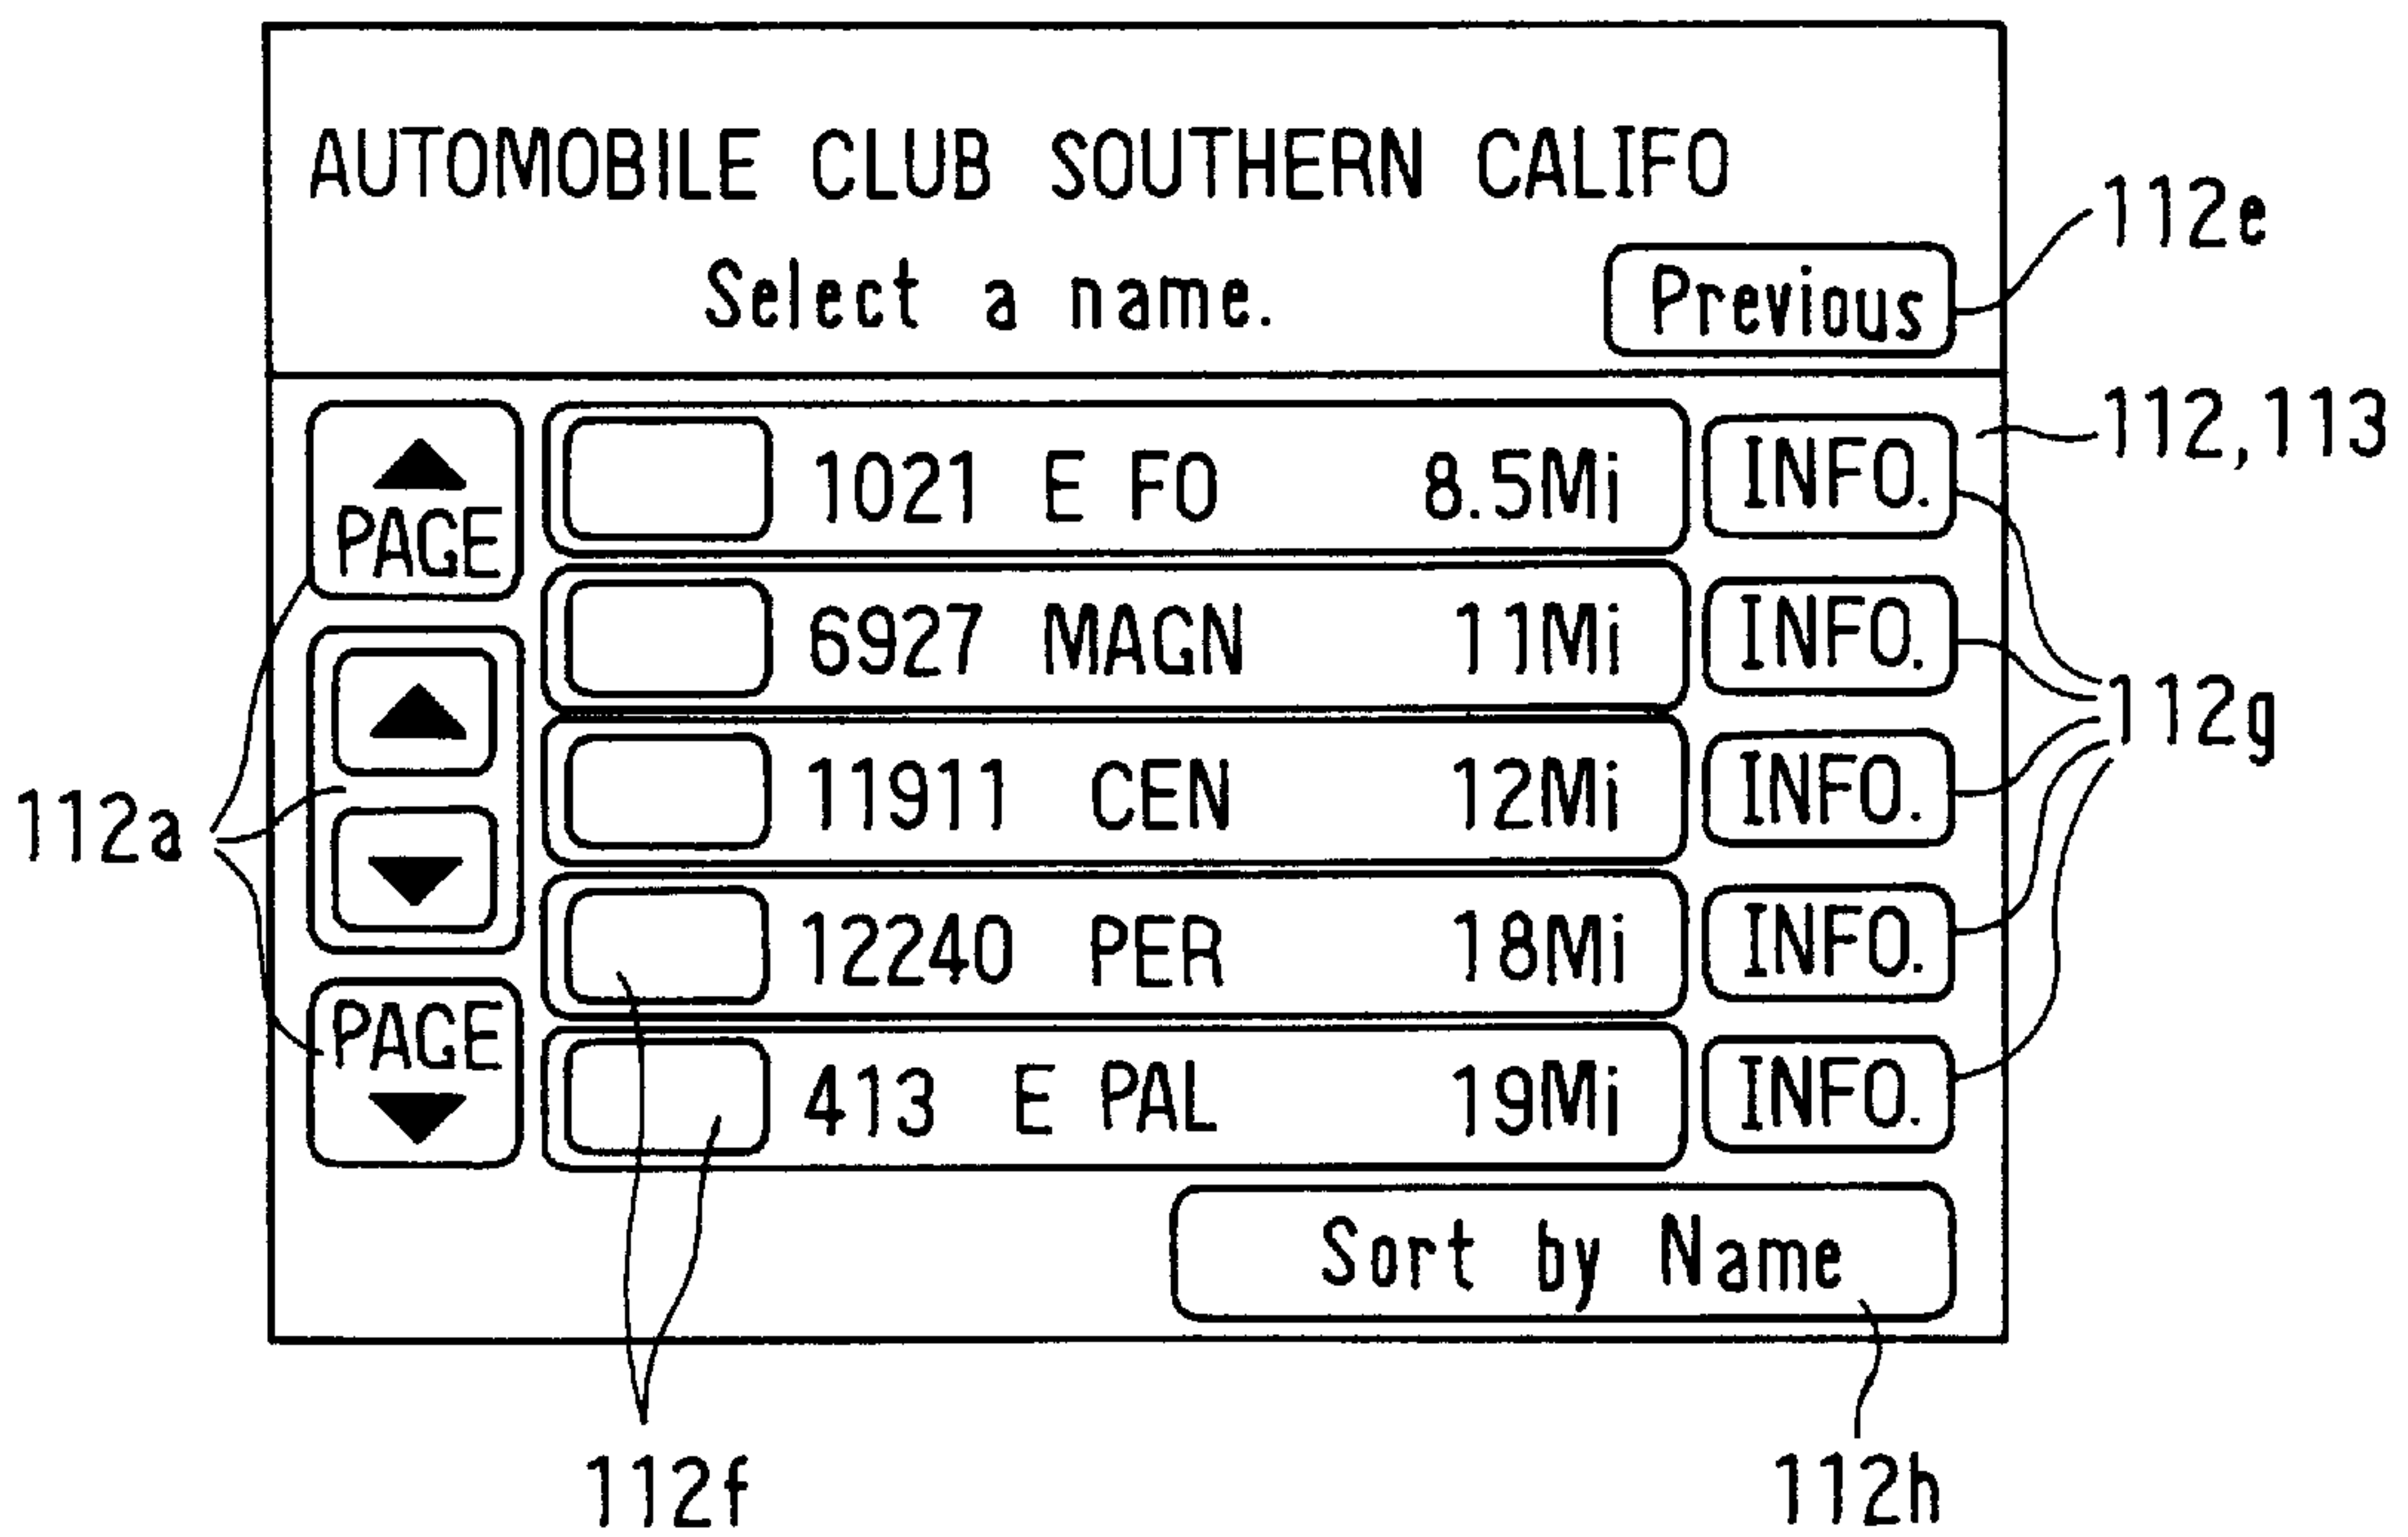 AUTOMOBILE CLUB SOUTHERN CALIFO
112e
Select a name.
Previous
112,113
PAGE
1021 E FO 8.5Mi INFO.
6927 MAGN 11Mi INFO.
112g
11911 CEN 12Mi INFO.
112a
12240 PER 18Mi INFO.
PAGE
413 E PAL 19Mi INFO.
Sort by Name
112f
112h